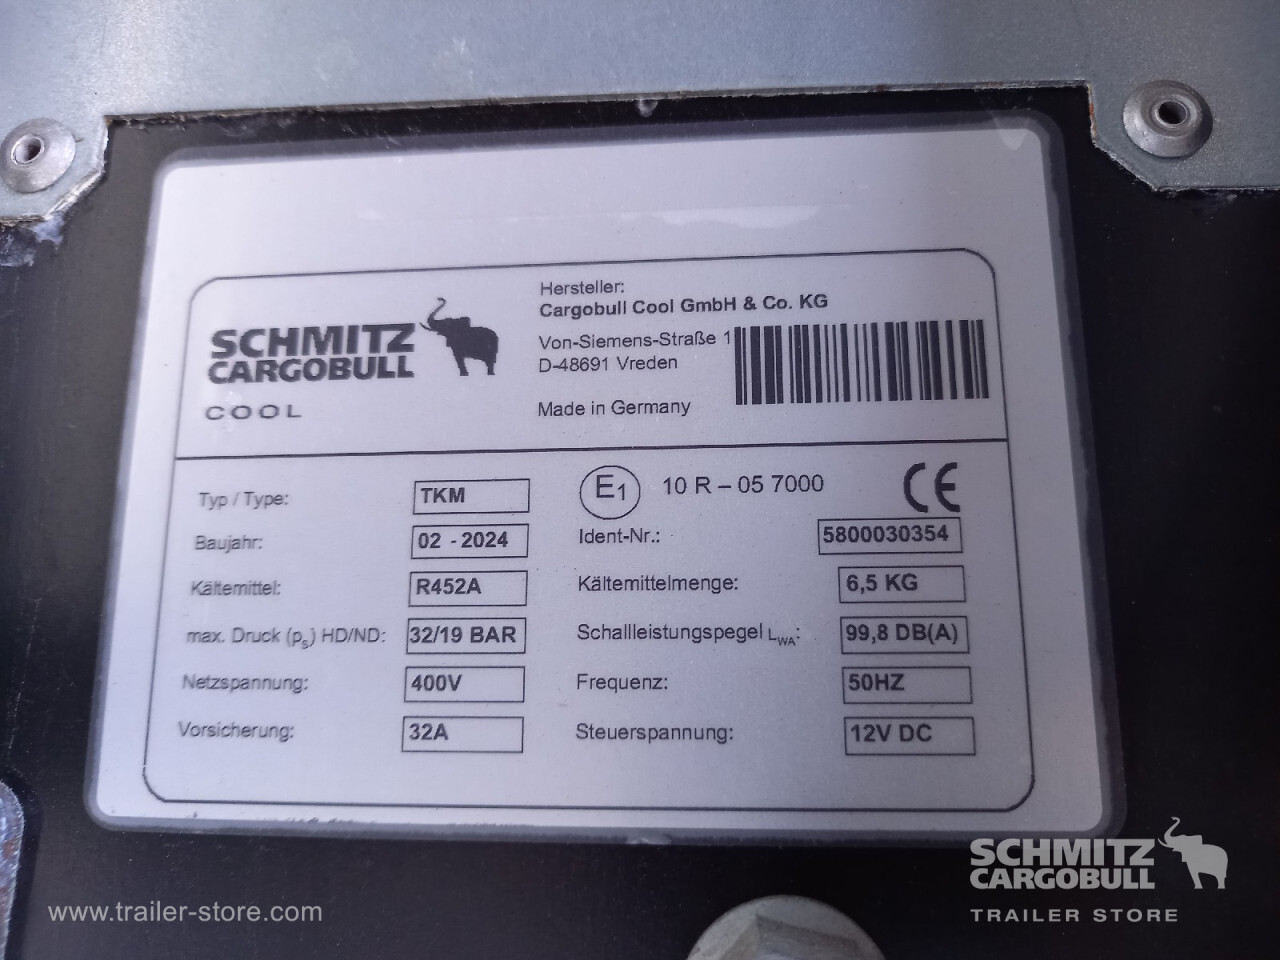 SCHMITZ
CARGOBULL
COOL
Hersteller:
Cargobull Cool GmbH & Co. KG
Von-Siemens-Straße 1
D-48691 Vreden
Made in Germany
Typ / Type: TKM
E1 10 R – 05 7000 CE
Baujahr: 02 - 2024
Ident-Nr.: 5800030354
Kältemittel: R452A
Kältemittelmenge: 6,5 KG
max. Druck (ps) HD/ND: 32/19 BAR
Schallleistungspegel LWA: 99,8 DB(A)
Netzspannung: 400V
Frequenz: 50HZ
Vorsicherung: 32A
Steuerspannung: 12V DC
SCHMITZ
CARGOBULL
TRAILER STORE
www.trailer-store.com